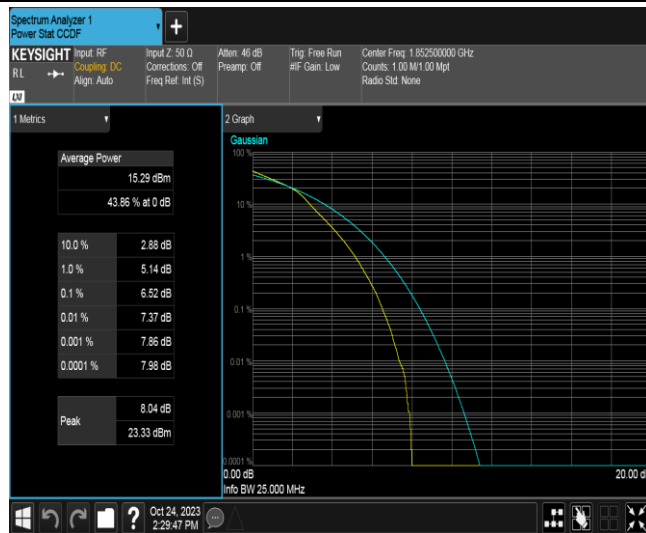 Spectrum Analyzer 1
Power Stat CCDF
+
KEYSIGHT
RL
Input: RF
Coupling: DC
Align: Auto
Input Z: 50 Ω
Corrections: Off
Freq Ref: Int (S)
Atten: 46 dB
Preamp: Off
Trig: Free Run
#IF Gain: Low
Center Freq: 1.852500000 GHz
Counts: 1.00 M/1.00 Mpt
Radio Std: None
LXI
1 Metrics
Average Power
15.29 dBm
43.86 % at 0 dB
10.0 % 2.88 dB
1.0 % 5.14 dB
0.1 % 6.52 dB
0.01 % 7.37 dB
0.001 % 7.86 dB
0.0001 % 7.98 dB
Peak
8.04 dB
23.33 dBm
2 Graph
Gaussian
100 %
10 %
1 %
0.1 %
0.01 %
0.001 %
0.0001 %
0.00 dB
20.00 d
Info BW 25.000 MHz
?
Oct 24, 2023
2:29:47 PM